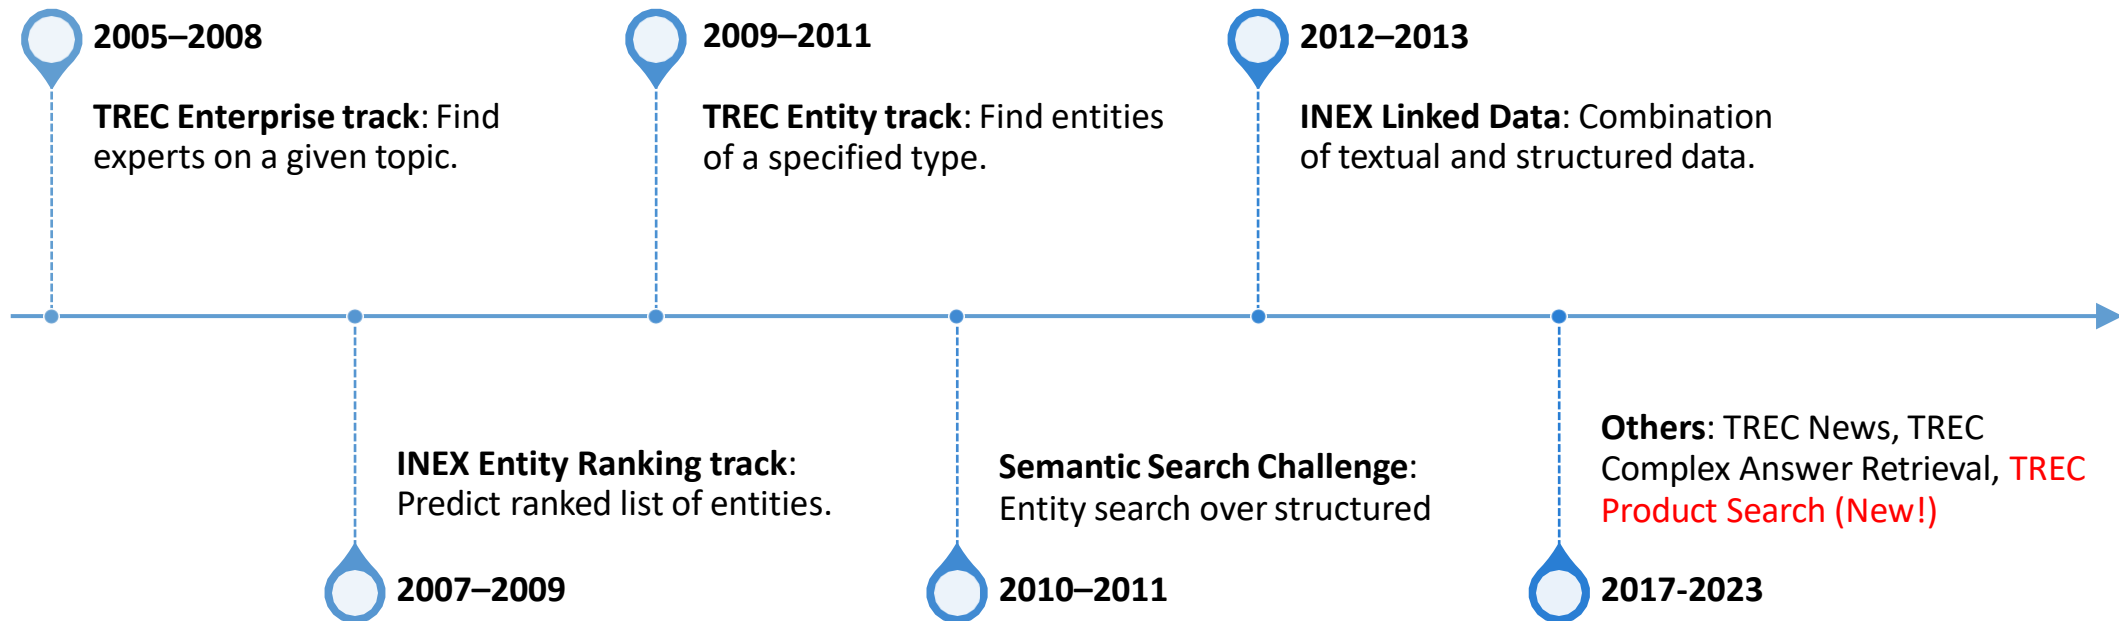 2005–2008
TREC Enterprise track: Find
experts on a given topic.
2007–2009
INEX Entity Ranking track:
Predict ranked list of entities.
2009–2011
TREC Entity track: Find entities
of a specified type.
2010–2011
Semantic Search Challenge:
Entity search over structured
2012–2013
INEX Linked Data: Combination
of textual and structured data.
2017-2023
Others: TREC News, TREC
Complex Answer Retrieval, TREC
Product Search (New!)